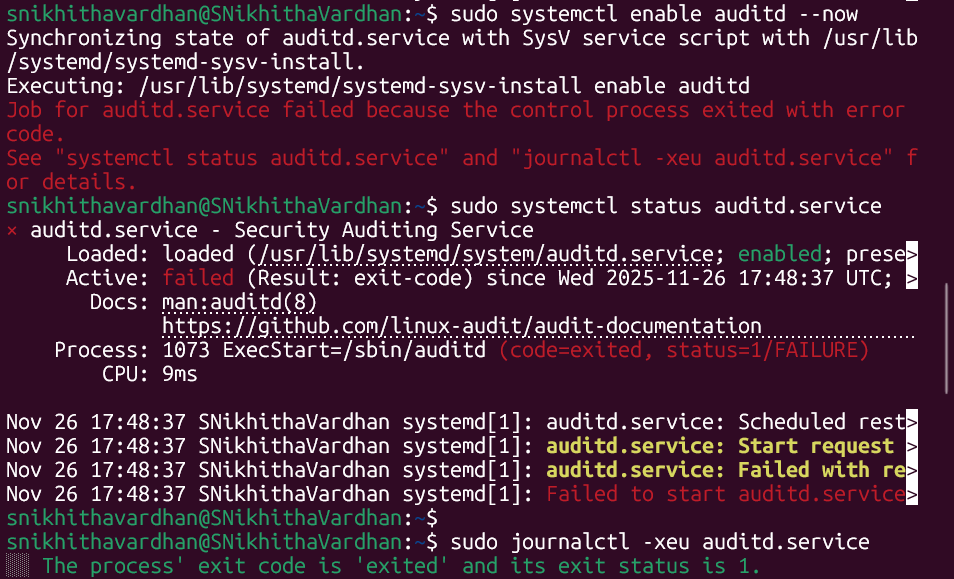 snikhithavardhan@SNikhithaVardhan:~$ sudo systemctl enable auditd --now
Synchronizing state of auditd.service with SysV service script with /usr/lib
/systemd/systemd-sysv-install.
Executing: /usr/lib/systemd/systemd-sysv-install enable auditd
Job for auditd.service failed because the control process exited with error
code.
See "systemctl status auditd.service" and "journalctl -xeu auditd.service" f
or details.
snikhithavardhan@SNikhithaVardhan:~$ sudo systemctl status auditd.service
× auditd.service - Security Auditing Service
Loaded: loaded (/usr/lib/systemd/system/auditd.service; enabled; prese>
Active: failed (Result: exit-code) since Wed 2025-11-26 17:48:37 UTC; >
Docs: man:auditd(8)
https://github.com/linux-audit/audit-documentation
Process: 1073 ExecStart=/sbin/auditd (code=exited, status=1/FAILURE)
CPU: 9ms
Nov 26 17:48:37 SNikhithaVardhan systemd[1]: auditd.service: Scheduled rest>
Nov 26 17:48:37 SNikhithaVardhan systemd[1]: auditd.service: Start request >
Nov 26 17:48:37 SNikhithaVardhan systemd[1]: auditd.service: Failed with re>
Nov 26 17:48:37 SNikhithaVardhan systemd[1]: Failed to start auditd.service>
snikhithavardhan@SNikhithaVardhan:~$
snikhithavardhan@SNikhithaVardhan:~$ sudo journalctl -xeu auditd.service
░░ The process' exit code is 'exited' and its exit status is 1.